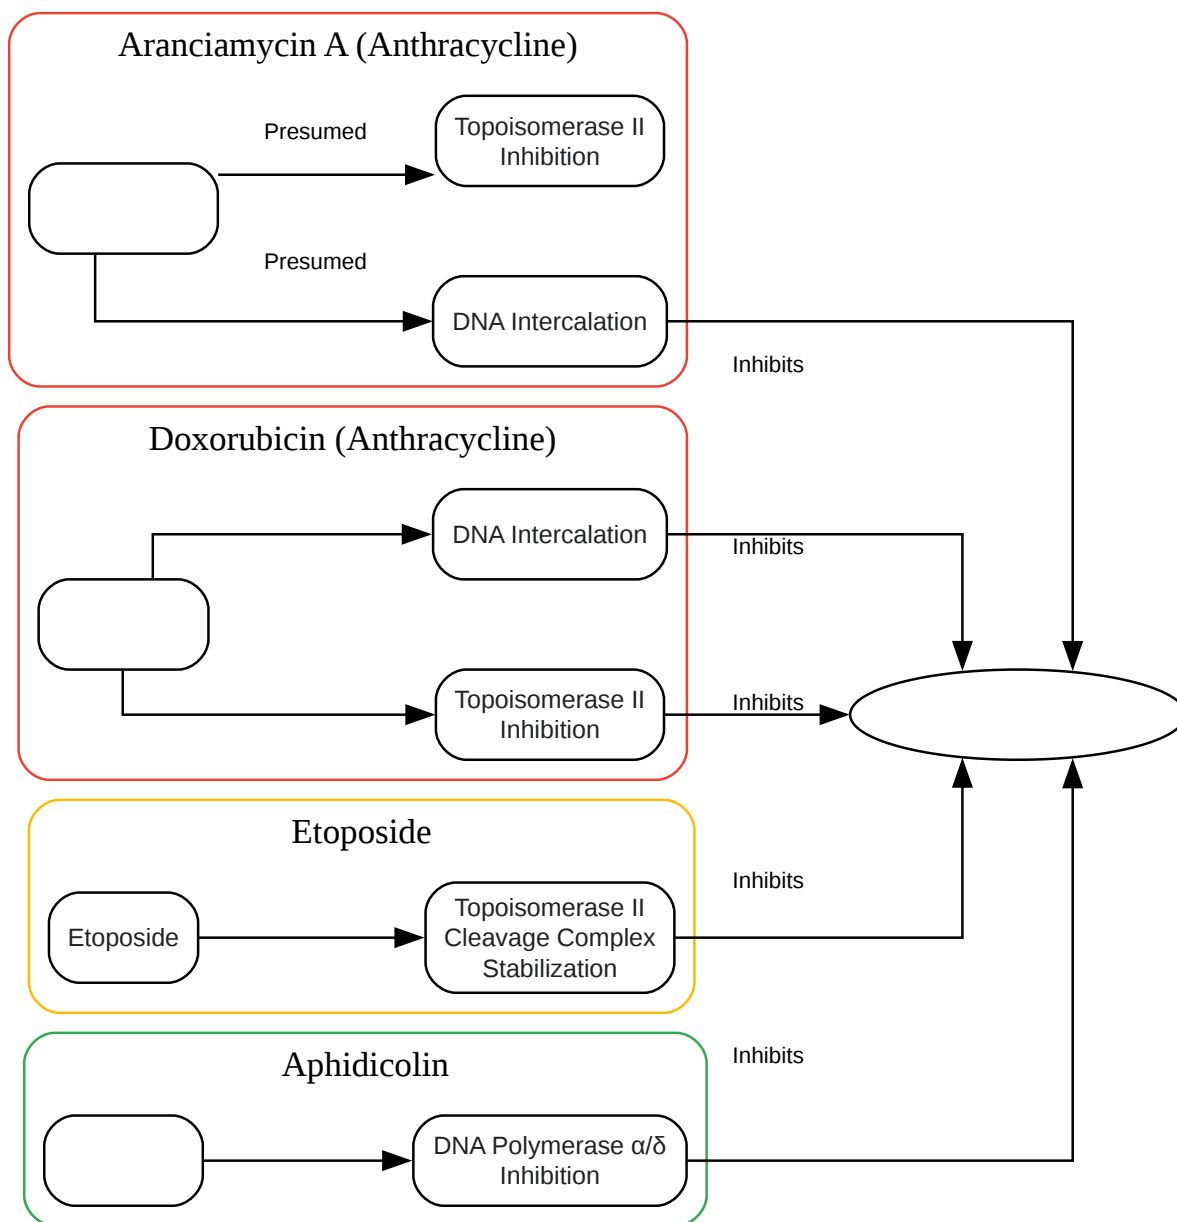 Aranciamycin A (Anthracycline)
Presumed
Topoisomerase II
Inhibition
Presumed
DNA Intercalation
Inhibits
Doxorubicin (Anthracycline)
DNA Intercalation
Inhibits
Topoisomerase II
Inhibition
Inhibits
Etoposide
Etoposide
Topoisomerase II
Cleavage Complex
Stabilization
Inhibits
Aphidicolin
DNA Polymerase α/δ
Inhibition
Inhibits